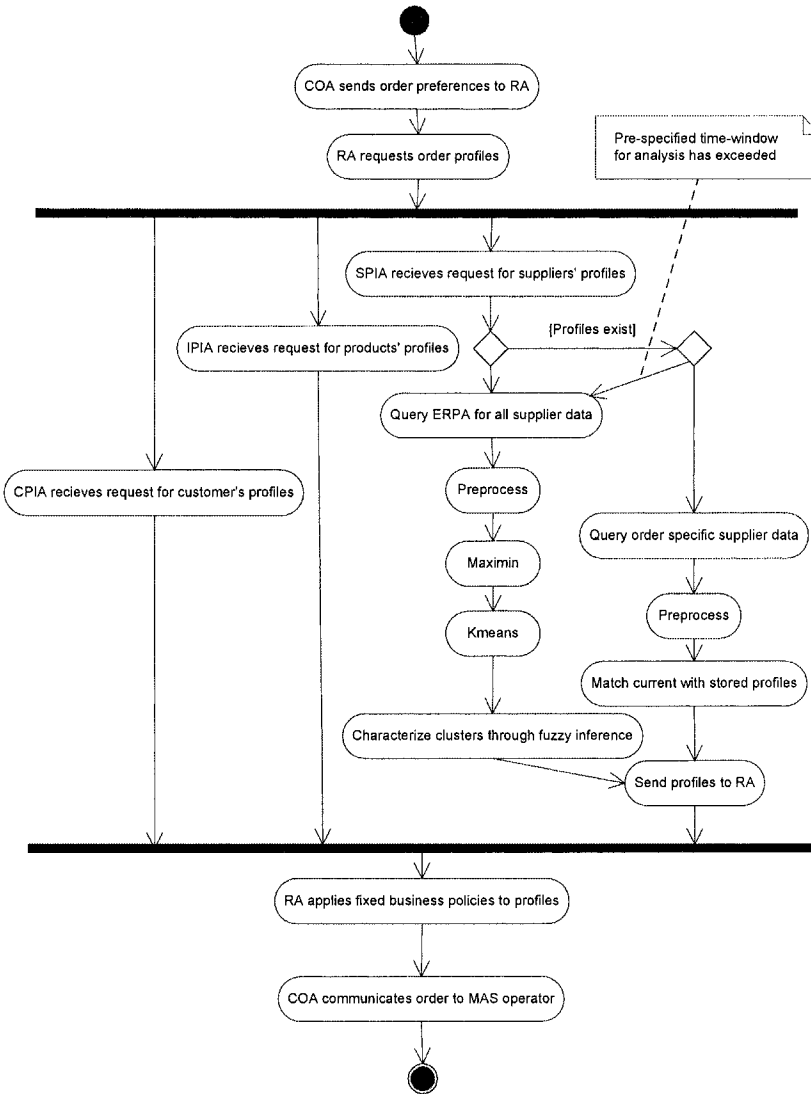 COA sends order preferences to RA
Pre-specified time-window
for analysis has exceeded
RA requests order profiles
SPIA recieves request for suppliers' profiles
[Profiles exist]
IPIA recieves request for products' profiles
Query ERPA for all supplier data
CPIA recieves request for customer's profiles
Preprocess
Query order specific supplier data
Maximin
Preprocess
Kmeans
Match current with stored profiles
Characterize clusters through fuzzy inference
Send profiles to RA
RA applies fixed business policies to profiles
COA communicates order to MAS operator